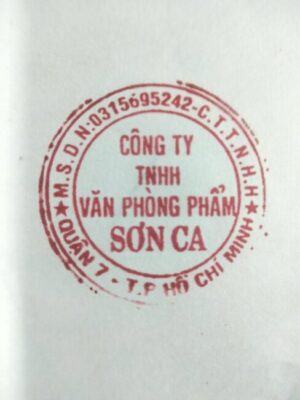 M.S.D.N:0315695242-C.T.T.N.H.H
CÔNG TY
TNHH
VĂN PHÒNG PHẨM
SƠN CA
★ QUẬN 7 - T.P HỒ CHÍ MINH ★